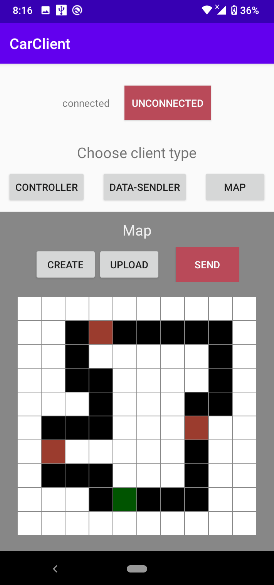 8:16 36%
CarClient
connected UNCONNECTED
Choose client type
CONTROLLER DATA-SENDLER MAP
Map
CREATE UPLOAD SEND